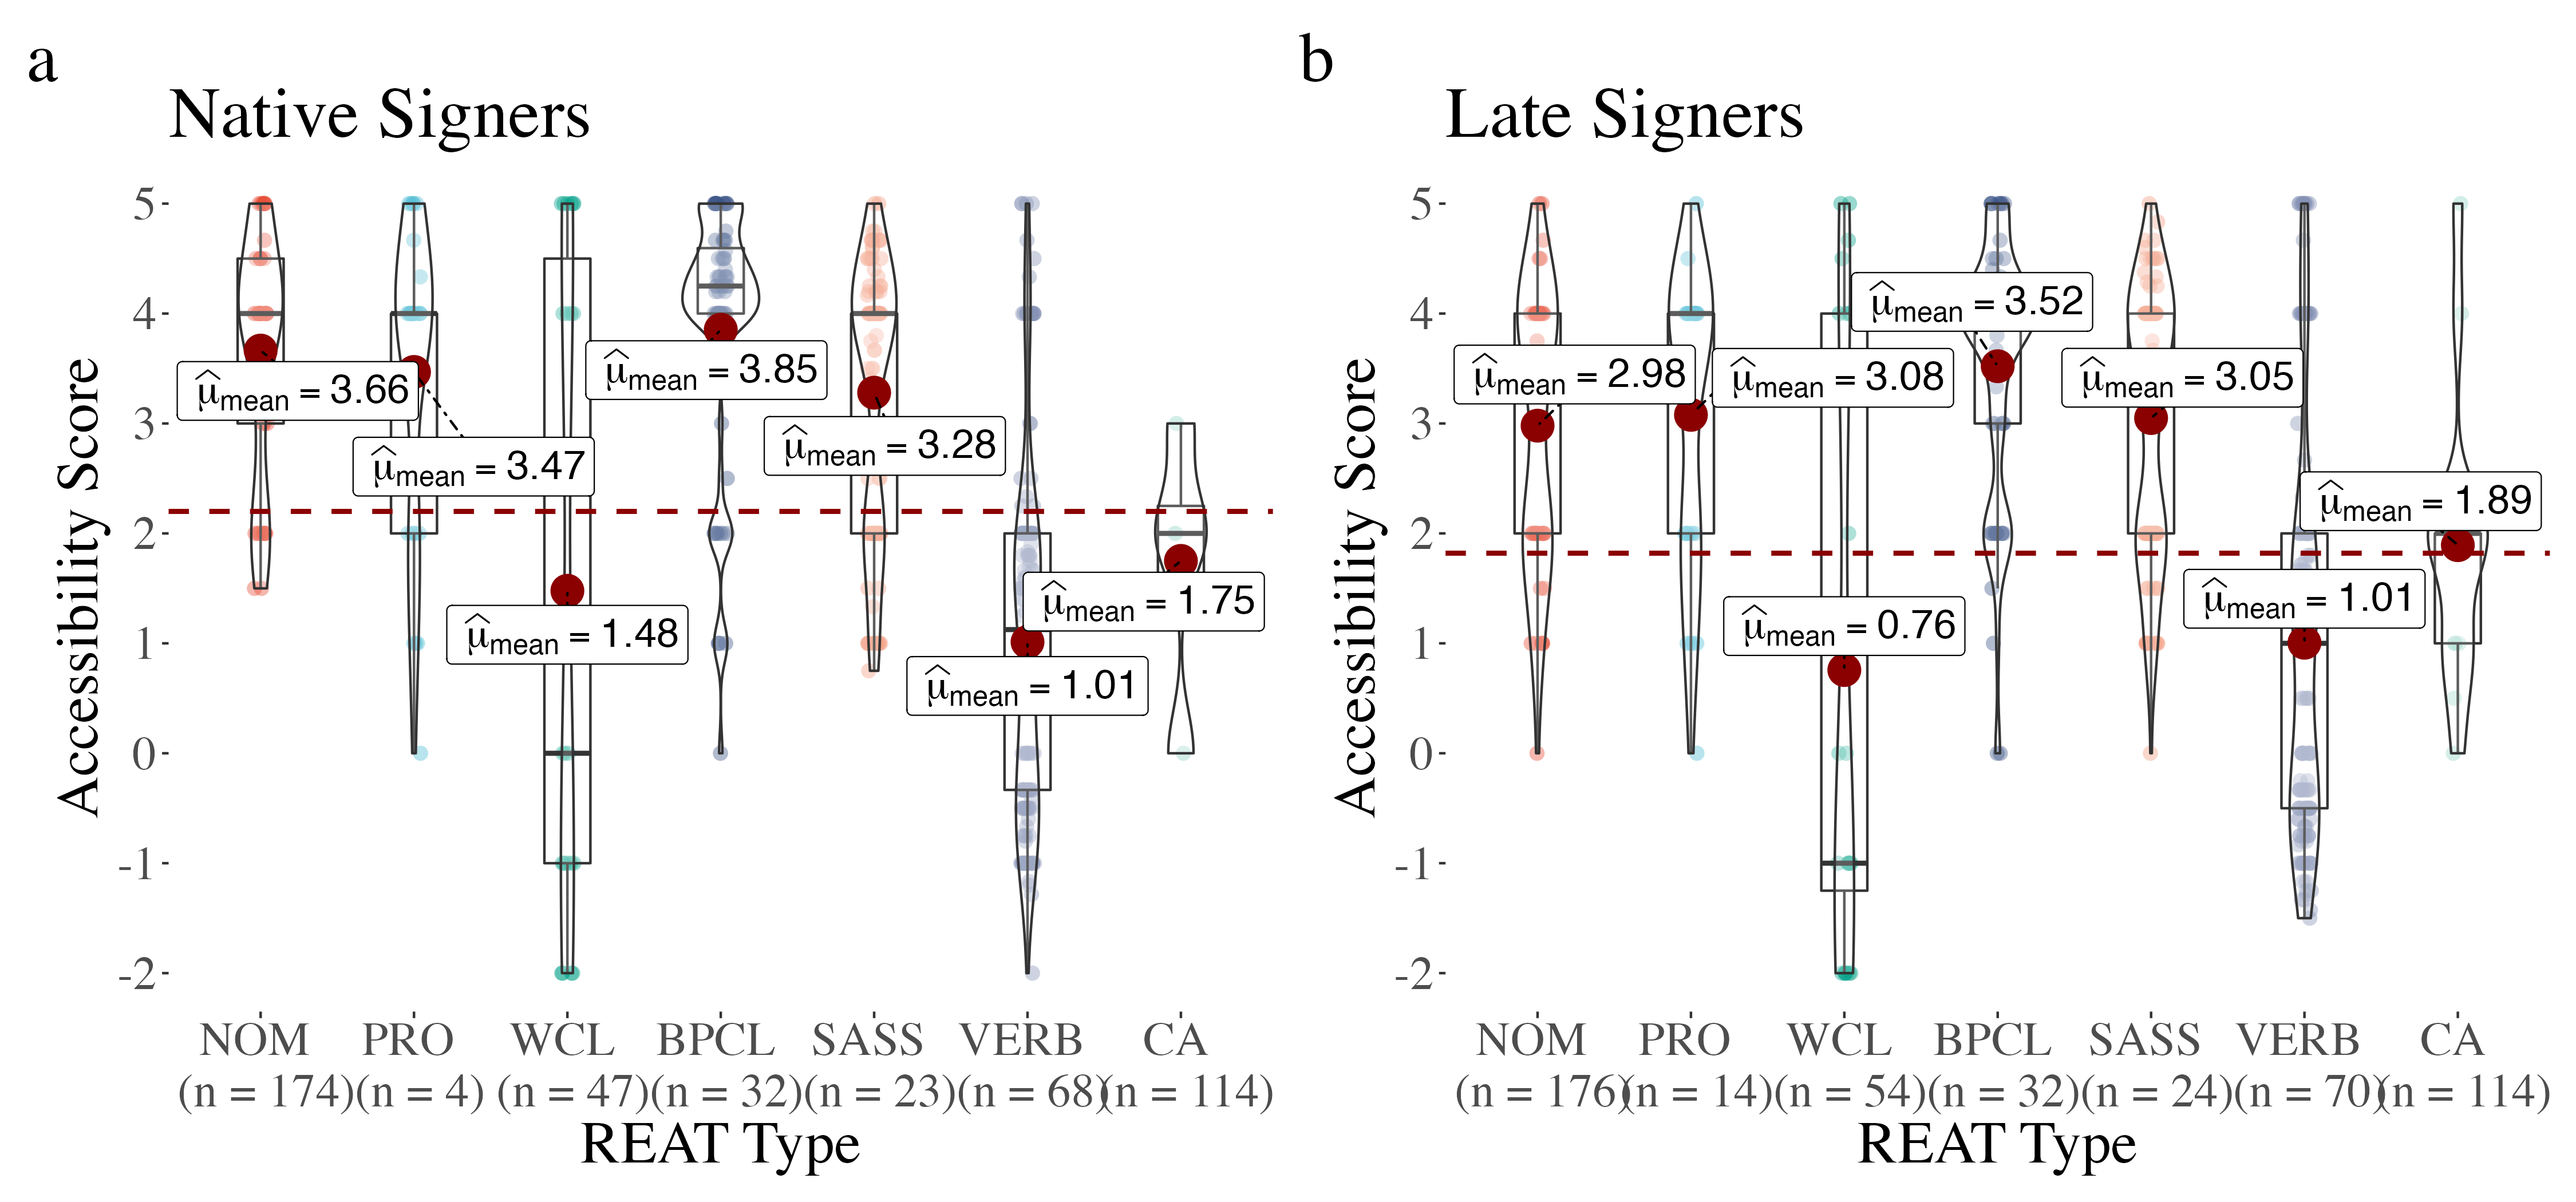 a
Native Signers
Accessibility Score
5
4
3
2
1
0
-1
-2
μ̂mean = 3.66
μ̂mean = 3.47
μ̂mean = 1.48
μ̂mean = 3.85
μ̂mean = 3.28
μ̂mean = 1.01
μ̂mean = 1.75
NOM PRO WCL BPCL SASS VERB CA
(n = 174) (n = 4) (n = 47) (n = 32) (n = 23) (n = 68) (n = 114)
REAT Type
b
Late Signers
Accessibility Score
5
4
3
2
1
0
-1
-2
μ̂mean = 2.98
μ̂mean = 3.08
μ̂mean = 0.76
μ̂mean = 3.52
μ̂mean = 3.05
μ̂mean = 1.01
μ̂mean = 1.89
NOM PRO WCL BPCL SASS VERB CA
(n = 176) (n = 14) (n = 54) (n = 32) (n = 24) (n = 70) (n = 114)
REAT Type